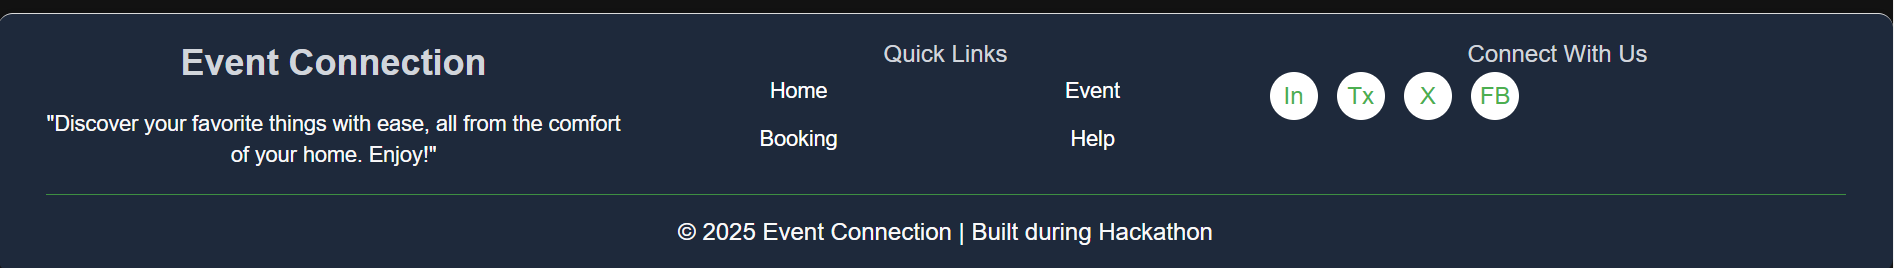 Event Connection
"Discover your favorite things with ease, all from the comfort
of your home. Enjoy!"
Quick Links
Home
Event
Booking
Help
Connect With Us
In
Tx
X
FB
© 2025 Event Connection | Built during Hackathon